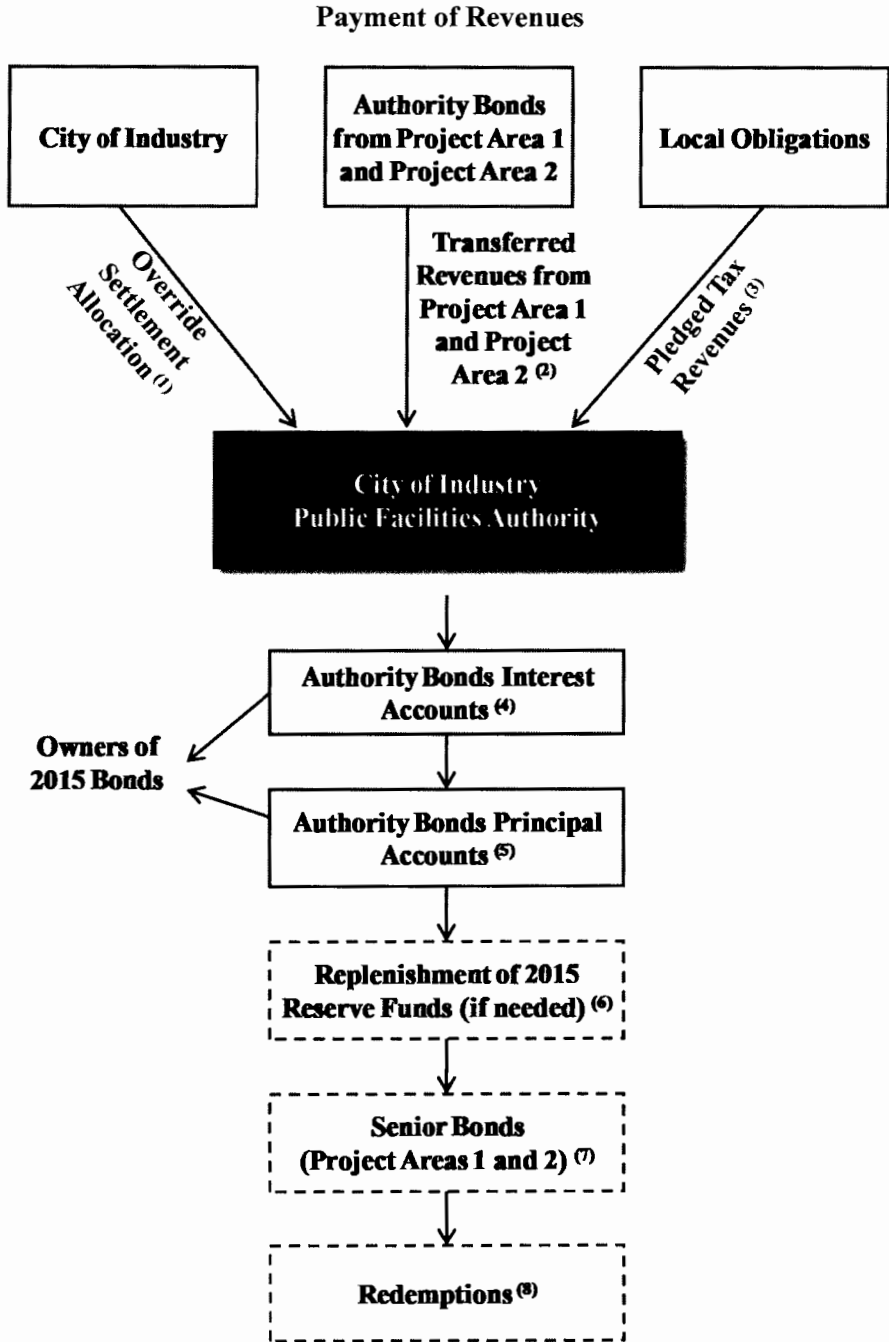 Payment of Revenues
City of Industry
Authority Bonds
from Project Area 1
and Project Area 2
Local Obligations
Override
Settlement
Allocation (1)
Transferred
Revenues from
Project Area 1
and Project
Area 2 (2)
Pledged Tax
Revenues (3)
City of Industry
Public Facilities Authority
Authority Bonds Interest
Accounts (4)
Owners of
2015 Bonds
Authority Bonds Principal
Accounts (5)
Replenishment of 2015
Reserve Funds (if needed) (6)
Senior Bonds
(Project Areas 1 and 2) (7)
Redemptions (8)